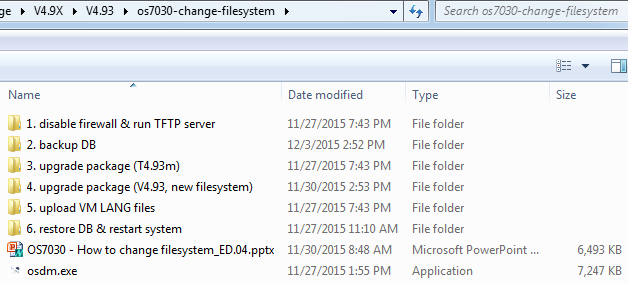 ge ▸ V4.9X ▸ V4.93 ▸ os7030-change-filesystem ▸ Search os7030-change-filesystem
Name Date modified Type Size
1. disable firewall & run TFTP server 11/27/2015 7:43 PM File folder
2. backup DB 12/3/2015 2:52 PM File folder
3. upgrade package (T4.93m) 11/27/2015 7:43 PM File folder
4. upgrade package (V4.93, new filesystem) 11/30/2015 2:53 PM File folder
5. upload VM LANG files 11/27/2015 7:43 PM File folder
6. restore DB & restart system 11/27/2015 11:10 AM File folder
OS7030 - How to change filesystem_ED.04.pptx 11/30/2015 8:48 AM Microsoft PowerPoint ... 6,493 KB
osdm.exe 11/27/2015 1:55 PM Application 7,247 KB